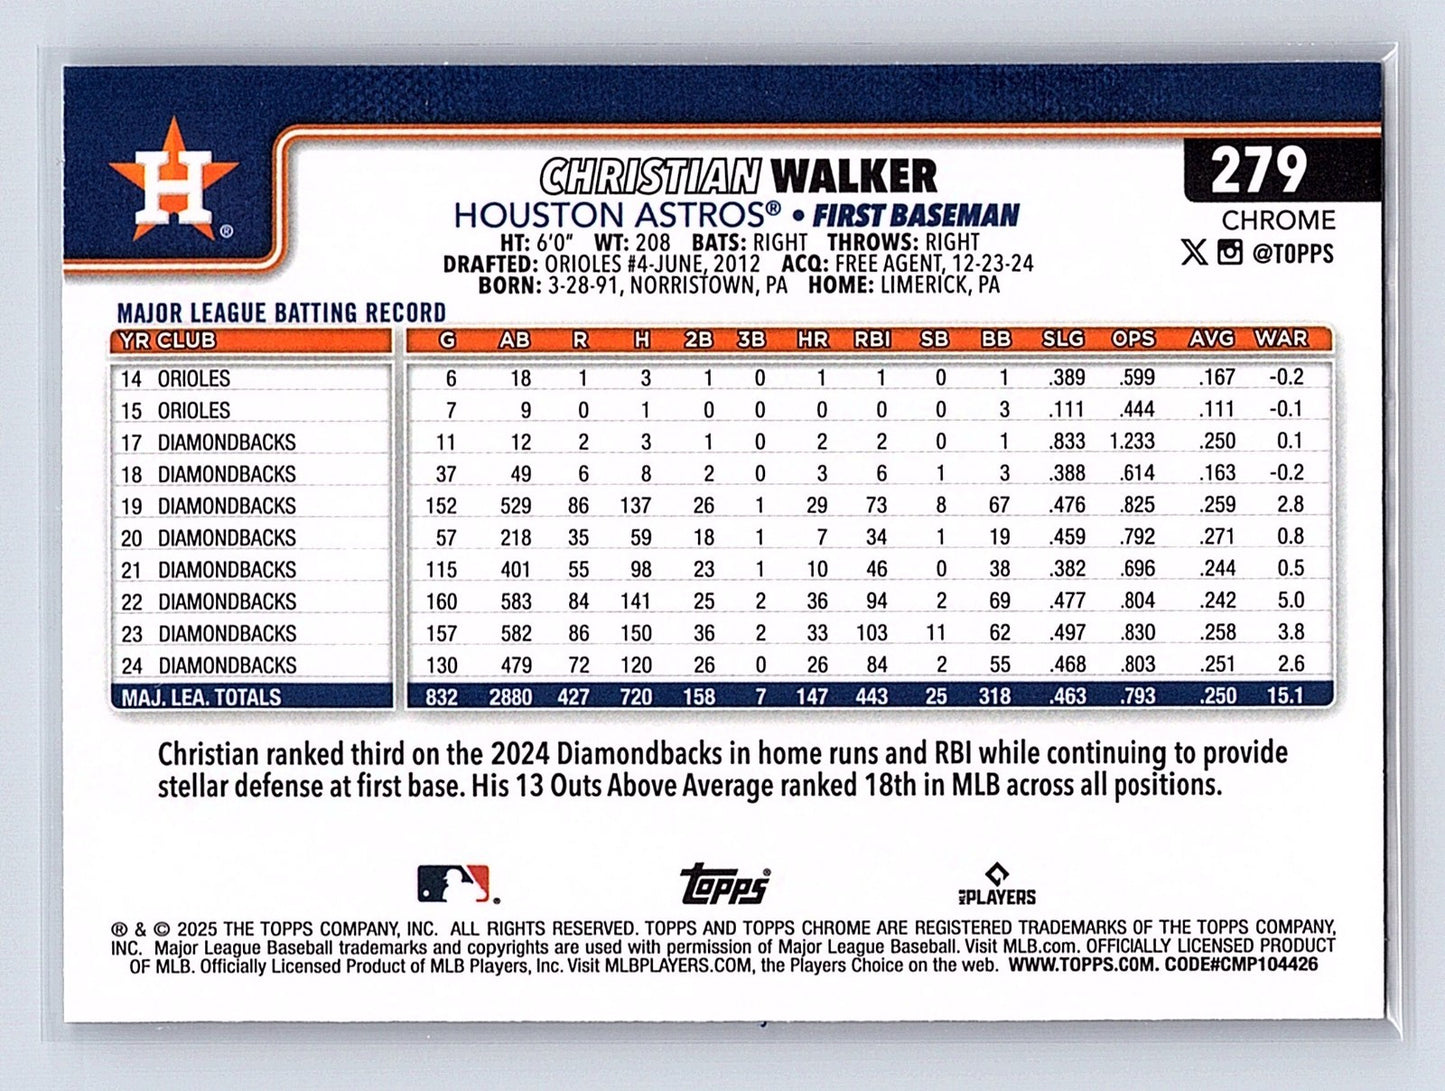 H ®
279
CHRISTIAN WALKER
HOUSTON ASTROS® • FIRST BASEMAN
CHROME
HT: 6'0" WT: 208 BATS: RIGHT THROWS: RIGHT
X @TOPPS
DRAFTED: ORIOLES #4-JUNE, 2012 ACQ: FREE AGENT, 12-23-24
BORN: 3-28-91, NORRISTOWN, PA HOME: LIMERICK, PA
MAJOR LEAGUE BATTING RECORD
YR CLUB G AB R H 2B 3B HR RBI SB BB SLG OPS AVG WAR
14 ORIOLES 6 18 1 3 1 0 1 1 0 1 .389 .599 .167 -0.2
15 ORIOLES 7 9 0 1 0 0 0 0 0 3 .111 .444 .111 -0.1
17 DIAMONDBACKS 11 12 2 3 1 0 2 2 0 1 .833 1.233 .250 0.1
18 DIAMONDBACKS 37 49 6 8 2 0 3 6 1 3 .388 .614 .163 -0.2
19 DIAMONDBACKS 152 529 86 137 26 1 29 73 8 67 .476 .825 .259 2.8
20 DIAMONDBACKS 57 218 35 59 18 1 7 34 1 19 .459 .792 .271 0.8
21 DIAMONDBACKS 115 401 55 98 23 1 10 46 0 38 .382 .696 .244 0.5
22 DIAMONDBACKS 160 583 84 141 25 2 36 94 2 69 .477 .804 .242 5.0
23 DIAMONDBACKS 157 582 86 150 36 2 33 103 11 62 .497 .830 .258 3.8
24 DIAMONDBACKS 130 479 72 120 26 0 26 84 2 55 .468 .803 .251 2.6
MAJ. LEA. TOTALS 832 2880 427 720 158 7 147 443 25 318 .463 .793 .250 15.1
Christian ranked third on the 2024 Diamondbacks in home runs and RBI while continuing to provide
stellar defense at first base. His 13 Outs Above Average ranked 18th in MLB across all positions.
Topps® MLB PLAYERS
® & © 2025 THE TOPPS COMPANY, INC. ALL RIGHTS RESERVED. TOPPS AND TOPPS CHROME ARE REGISTERED TRADEMARKS OF THE TOPPS COMPANY,
INC. Major League Baseball trademarks and copyrights are used with permission of Major League Baseball. Visit MLB.com. OFFICIALLY LICENSED PRODUCT
OF MLB. Officially Licensed Product of MLB Players, Inc. Visit MLBPLAYERS.COM, the Players Choice on the web. WWW.TOPPS.COM. CODE#CMP104426